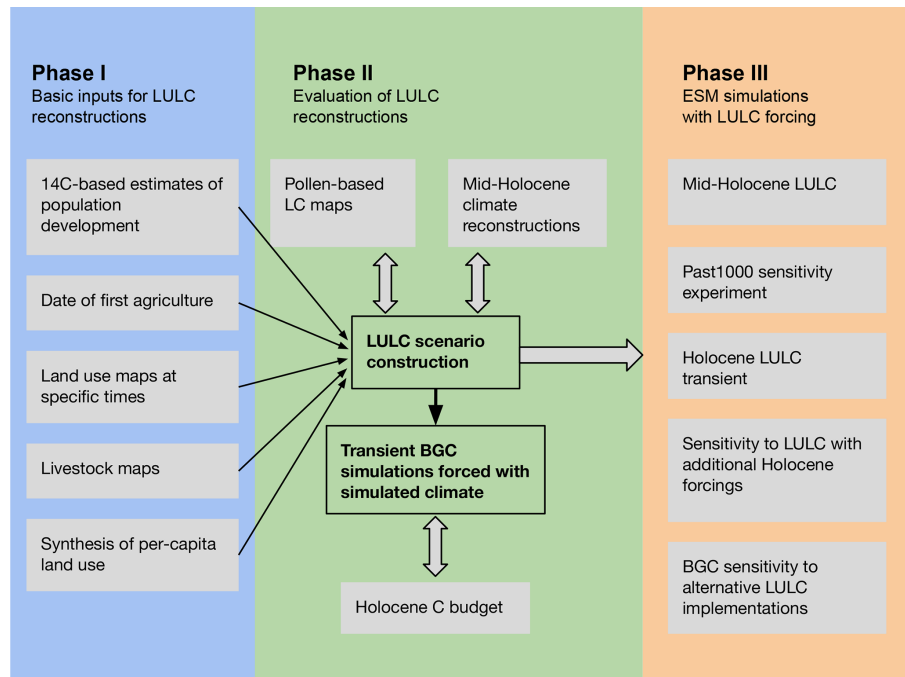 Phase I
Basic inputs for LULC
reconstructions
14C-based estimates of
population
development
Date of first agriculture
Land use maps at
specific times
Livestock maps
Synthesis of per-capita
land use
Phase II
Evaluation of LULC
reconstructions
Pollen-based
LC maps
Mid-Holocene
climate
reconstructions
LULC scenario
construction
Transient BGC
simulations forced with
simulated climate
Holocene C budget
Phase III
ESM simulations
with LULC forcing
Mid-Holocene LULC
Past1000 sensitivity
experiment
Holocene LULC
transient
Sensitivity to LULC with
additional Holocene
forcings
BGC sensitivity to
alternative LULC
implementations